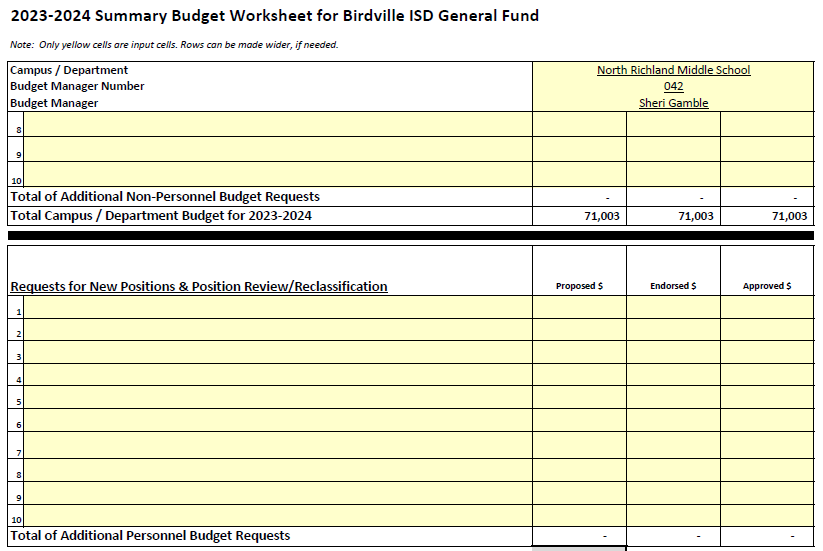 2023-2024 Summary Budget Worksheet for Birdville ISD General Fund
Note: Only yellow cells are input cells. Rows can be made wider, if needed.
Campus / Department North Richland Middle School
Budget Manager Number 042
Budget Manager Sheri Gamble
8
9
10
Total of Additional Non-Personnel Budget Requests - - -
Total Campus / Department Budget for 2023-2024 71,003 71,003 71,003
Requests for New Positions & Position Review/Reclassification Proposed $ Endorsed $ Approved $
1
2
3
4
5
6
7
8
9
10
Total of Additional Personnel Budget Requests - - -